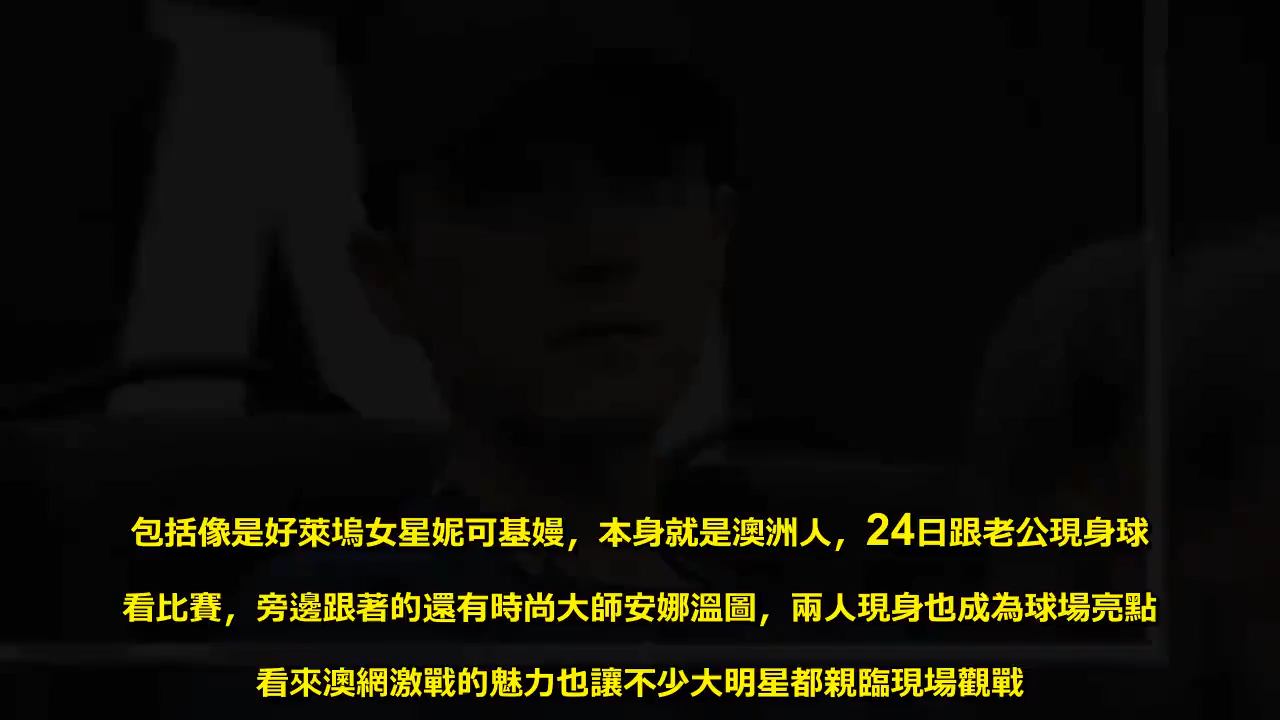 包括像是好萊塢女星妮可基嫚，本身就是澳洲人，24日跟老公現身球
看比賽，旁邊跟著的還有時尚大師安娜溫圖，兩人現身也成為球場亮點
看來澳網激戰的魅力也讓不少大明星都親臨現場觀戰